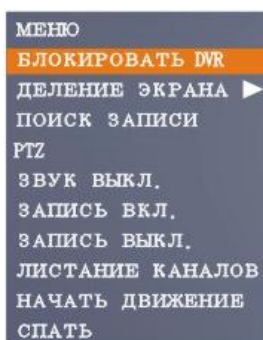 МЕНЮ
БЛОКИРОВАТЬ DVR
ДЕЛЕНИЕ ЭКРАНА
ПОИСК ЗАПИСИ
PTZ
ЗВУК ВЫКЛ.
ЗАПИСЬ ВКЛ.
ЗАПИСЬ ВЫКЛ.
ЛИСТАНИЕ КАНАЛОВ
НАЧАТЬ ДВИЖЕНИЕ
СПАТЬ